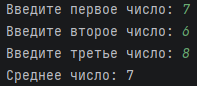 Введите первое число: 7
Введите второе число: 6
Введите третье число: 8
Среднее число: 7